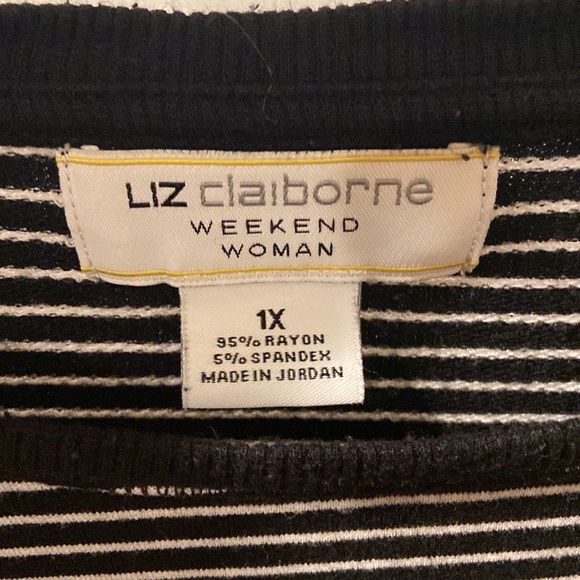 LIZ claiborne
WEEKEND
WOMAN
1X
95% RAYON
5% SPANDEX
MADE IN JORDAN